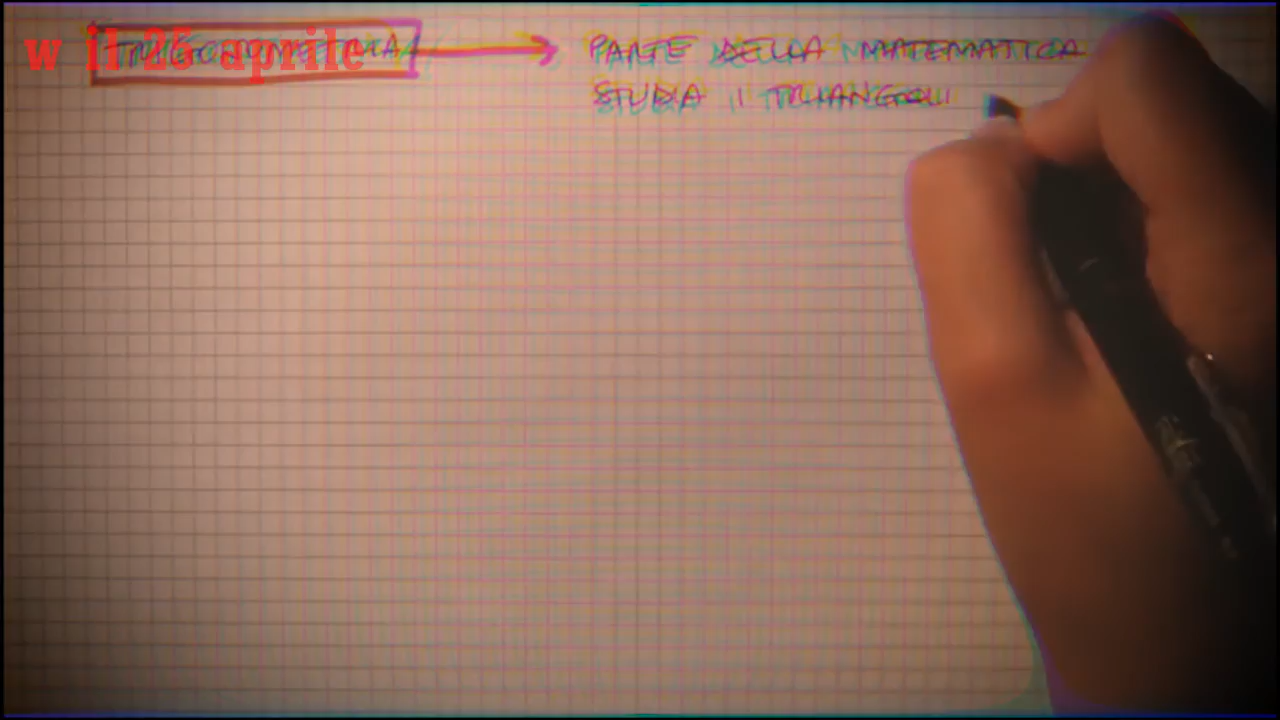 w il 25 aprile
TRIGONOMETRIA → PARTE DELLA MATEMATICA
STUDIA I TRIANGOLI